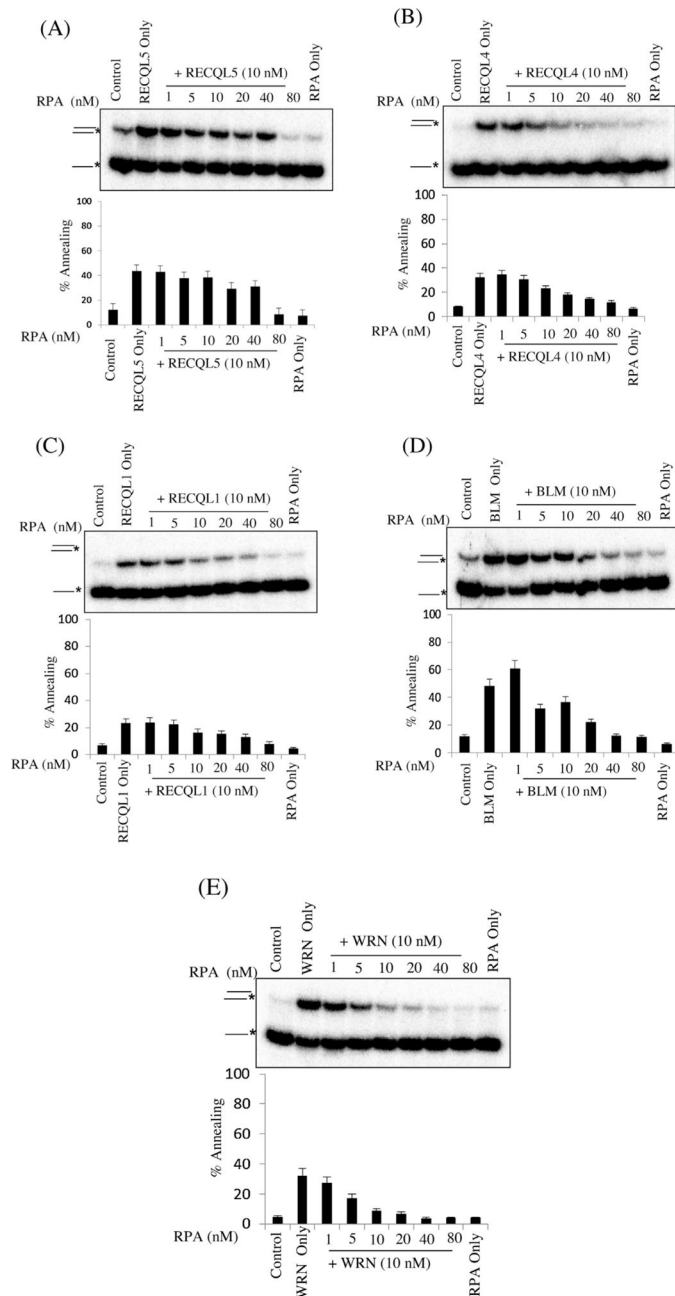 (A)
Control
RECQL5 Only
+ RECQL5 (10 nM)
RPA Only
RPA (nM) 1 5 10 20 40 80
*
*
% Annealing
100
80
60
40
20
0
RPA (nM)
Control
RECQL5 Only
1 5 10 20 40 80
RPA Only
+ RECQL5 (10 nM)
(B)
Control
RECQL4 Only
+ RECQL4 (10 nM)
RPA Only
RPA (nM) 1 5 10 20 40 80
*
*
% Annealing
100
80
60
40
20
0
RPA (nM)
Control
RECQL4 Only
1 5 10 20 40 80
RPA Only
+ RECQL4 (10 nM)
(C)
Control
RECQL1 Only
+ RECQL1 (10 nM)
RPA Only
RPA (nM) 1 5 10 20 40 80
*
*
% Annealing
100
80
60
40
20
0
RPA (nM)
Control
RECQL1 Only
1 5 10 20 40 80
RPA Only
+ RECQL1 (10 nM)
(D)
Control
BLM Only
+ BLM (10 nM)
RPA Only
RPA (nM) 1 5 10 20 40 80
*
*
% Annealing
100
80
60
40
20
0
RPA (nM)
Control
BLM Only
1 5 10 20 40 80
RPA Only
+ BLM (10 nM)
(E)
Control
WRN Only
+ WRN (10 nM)
RPA Only
RPA (nM) 1 5 10 20 40 80
*
*
% Annealing
100
80
60
40
20
0
RPA (nM)
Control
WRN Only
1 5 10 20 40 80
RPA Only
+ WRN (10 nM)